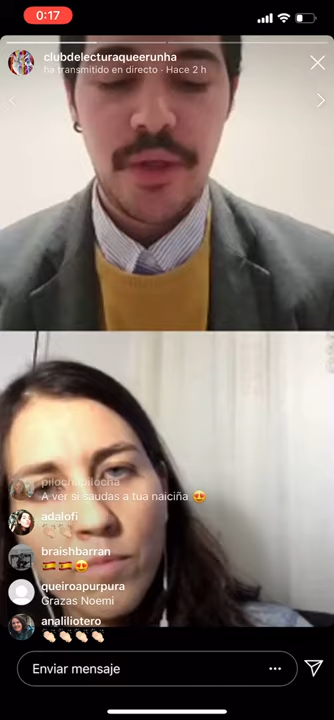 0:17
clubdelecturaqueerunha
ha transmitido en directo · Hace 2 h
pilochapilocha
A ver si saudas a tua naiciña 😍
adalofi
👏🏻👏🏻
braishbarran
🇪🇸🇪🇸😍
queiroapurpura
Grazas Noemi
analiliotero
👏🏻👏🏻👏🏻👏🏻
Enviar mensaje